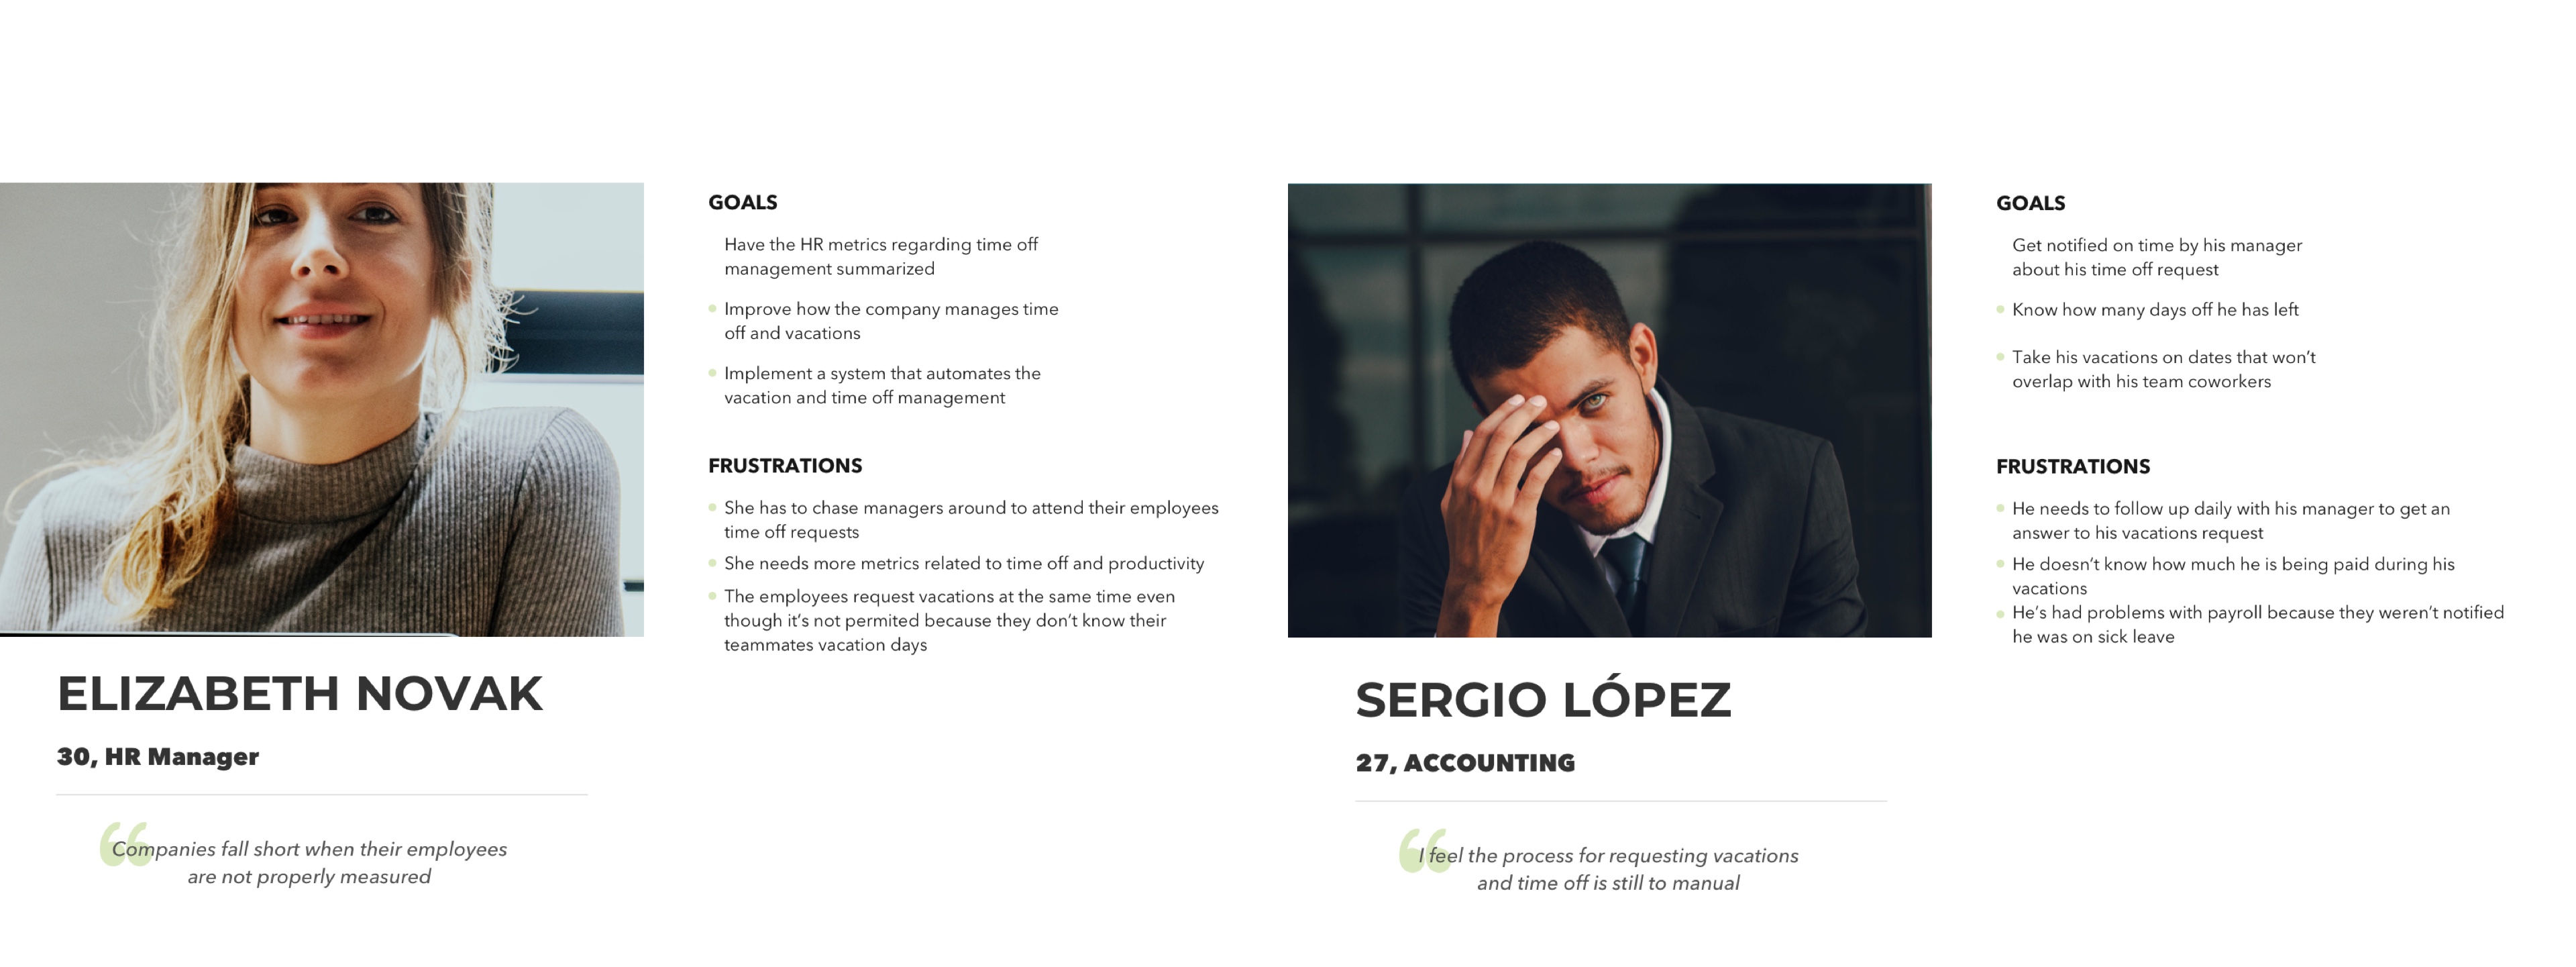 GOALS
Have the HR metrics regarding time off
management summarized
Improve how the company manages time
off and vacations
Implement a system that automates the
vacation and time off management
FRUSTRATIONS
She has to chase managers around to attend their employees
time off requests
She needs more metrics related to time off and productivity
The employees request vacations at the same time even
though it’s not permited because they don’t know their
teammates vacation days
ELIZABETH NOVAK
30, HR Manager
“
Companies fall short when their employees
are not properly measured
GOALS
Get notified on time by his manager
about his time off request
Know how many days off he has left
Take his vacations on dates that won’t
overlap with his team coworkers
FRUSTRATIONS
He needs to follow up daily with his manager to get an
answer to his vacations request
He doesn’t know how much he is being paid during his
vacations
He’s had problems with payroll because they weren’t notified
he was on sick leave
SERGIO LÓPEZ
27, ACCOUNTING
“
I feel the process for requesting vacations
and time off is still to manual